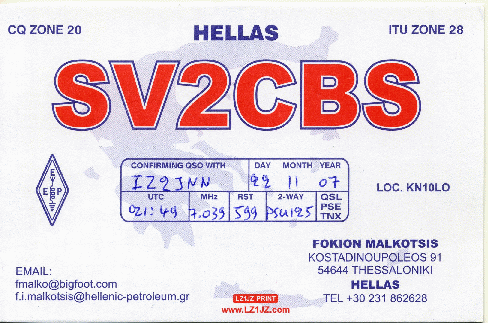 CQ ZONE 20
HELLAS
ITU ZONE 28
SV2CBS
CONFIRMING QSO WITH DAY MONTH YEAR
IZ2JNN 22 11 07
UTC MHz RST 2-WAY QSL
21:49 7.039 599 PSK125 PSE
TNX
LOC. KN10LO
FOKION MALKOTSIS
KOSTADINOUPOLEOS 91
54644 THESSALONIKI
HELLAS
TEL +30 231 862628
EMAIL:
fmalko@bigfoot.com
f.i.malkotsis@hellenic-petroleum.gr
LZ1JZ PRINT
www.LZ1JZ.com